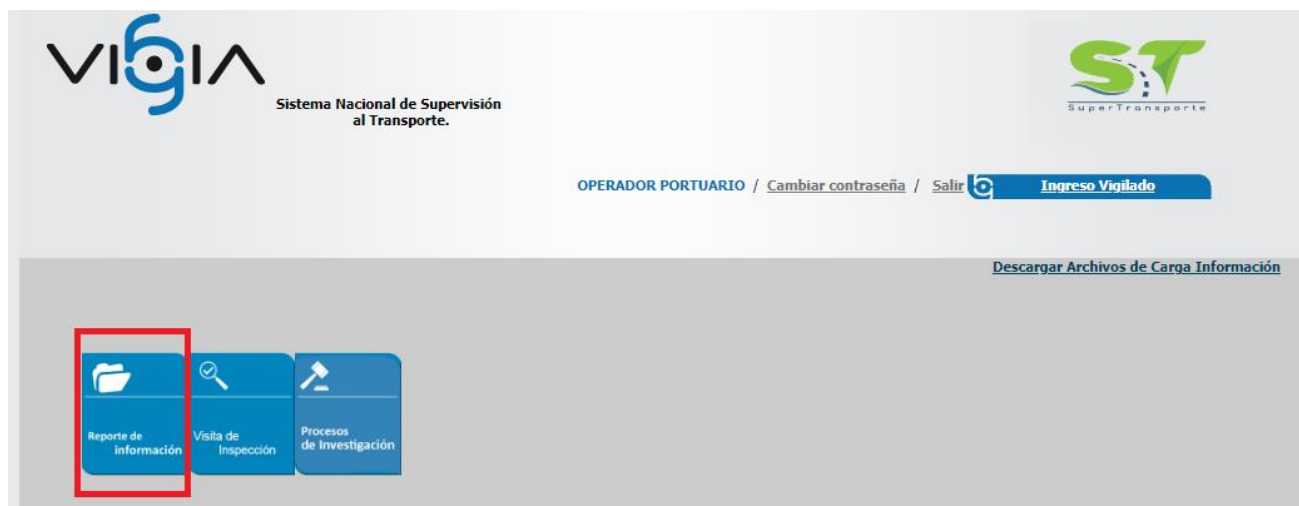 VIGIA
Sistema Nacional de Supervisión
al Transporte.
ST
SuperTransporte
OPERADOR PORTUARIO / Cambiar contraseña / Salir
Ingreso Vigilado
Descargar Archivos de Carga Información
Reporte de
información
Visita de
Inspección
Procesos
de Investigación